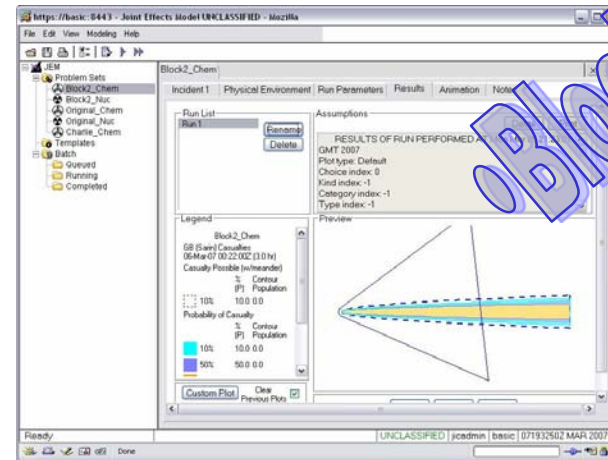 https://basic:8443 - Joint Effects Model UNCLASSIFIED - Mozilla
File Edit View Modeling Help
JEM
Problem Sets
Block2_Chem
Block2_Nuc
Original_Chem
Original_Nuc
Charlie_Chem
Templates
Batch
Queued
Running
Completed
Block2_Chem
Incident 1 Physical Environment Run Parameters Results Animation Notes
Run List
Run 1
Rename
Delete
Assumptions
RESULTS OF RUN PERFORMED AT
GMT 2007
Plot type: Default
Choice index: 0
Kind index: -1
Category index: -1
Type index: -1
Legend
Block2_Chem
GB (Sarin) Casualties
06-Mar-07 00:22:00Z (3.0 hr)
Casualty Possible (w/meander)
% Contour
(P) Population
10% 10.0 0.0
Probability of Casualty
% Contour
(P) Population
10% 10.0 0.0
50% 50.0 0.0
Custom Plot
Clear
Previous Plots
Preview
Ready
UNCLASSIFIED jcadmin basic 07193250Z MAR 2007
Done
Bloc